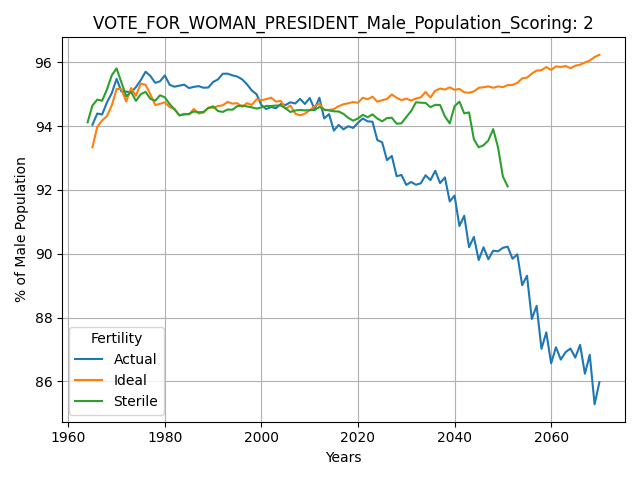 VOTE_FOR_WOMAN_PRESIDENT_Male_Population_Scoring: 2
% of Male Population
96
94
92
90
88
86
Fertility
Actual
Ideal
Sterile
1960
1980
2000
2020
2040
2060
Years